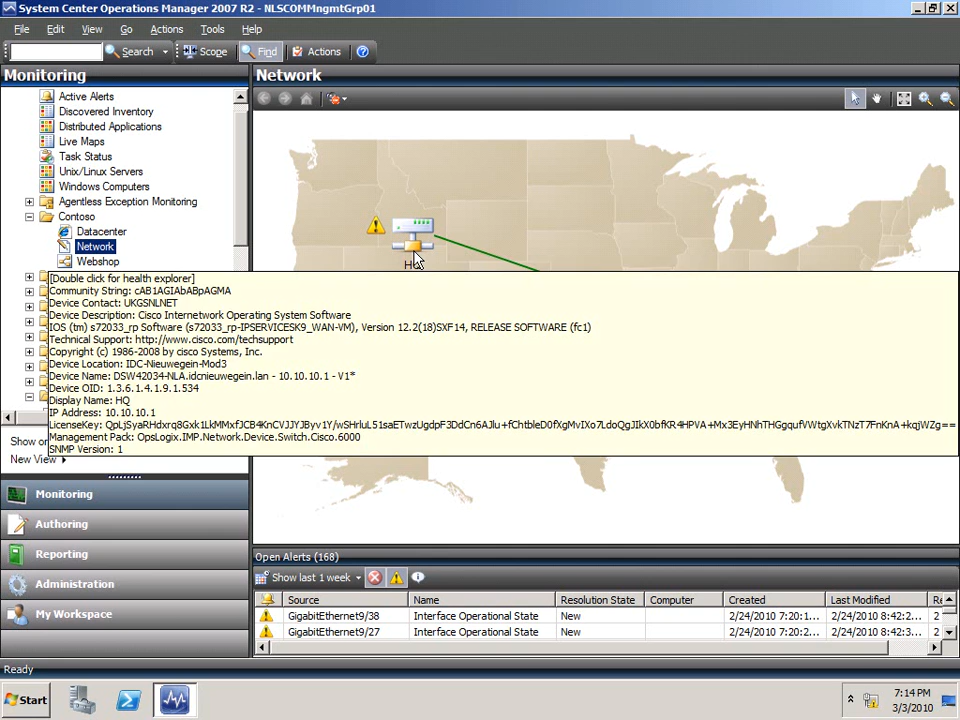 System Center Operations Manager 2007 R2 - NLSCOMMngmtGrp01
File Edit View Go Actions Tools Help
Search Scope Find Actions
Monitoring
Network
Active Alerts
Discovered Inventory
Distributed Applications
Live Maps
Task Status
Unix/Linux Servers
Windows Computers
Agentless Exception Monitoring
Contoso
Datacenter
Network
Webshop
HQ
[Double click for health explorer]
Community String: cAB1AGIAbABpAGMA
Device Contact: UKGSNLNET
Device Description: Cisco Internetwork Operating System Software
IOS (tm) s72033_rp Software (s72033_rp-IPSERVICESK9_WAN-VM), Version 12.2(18)SXF14, RELEASE SOFTWARE (fc1)
Technical Support: http://www.cisco.com/techsupport
Copyright (c) 1986-2008 by cisco Systems, Inc.
Device Location: IDC-Nieuwegein-Mod3
Device Name: DSW42034-NLA.idcnieuwegein.lan - 10.10.10.1 - V1*
Device OID: 1.3.6.1.4.1.9.1.534
Display Name: HQ
IP Address: 10.10.10.1
LicenseKey:
Management Pack: OpsLogix.IMP.Network.Device.Switch.Cisco.6000
SNMP Version: 1
Show or
New View
Monitoring
Authoring
Reporting
Administration
My Workspace
Open Alerts (168)
Show last 1 week
Source Name Resolution State Computer Created Last Modified Re
GigabitEthernet9/38 Interface Operational State New 2/24/2010 7:20:1... 2/24/2010 8:42:2... 2
GigabitEthernet9/27 Interface Operational State New 2/24/2010 7:20:2... 2/24/2010 8:42:3... 2
Ready
Start
7:14 PM
3/3/2010